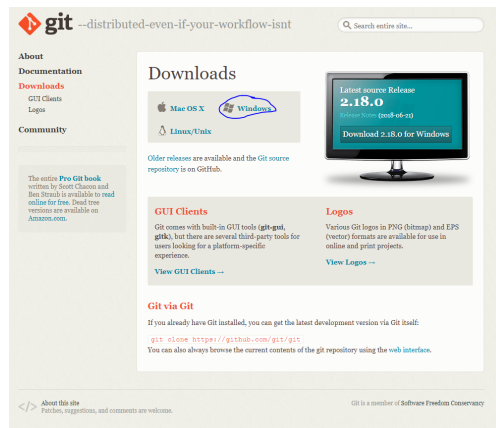 git --distributed-even-if-your-workflow-isnt
Search entire site...
About
Documentation
Downloads
GUI Clients
Logos
Community
The entire Pro Git book
written by Scott Chacon and
Ben Straub is available to read
online for free. Dead tree
versions are available on
Amazon.com.
Downloads
Mac OS X
Windows
Linux/Unix
Older releases are available and the Git source
repository is on GitHub.
Latest source Release
2.18.0
Release Notes (2018-06-21)
Download 2.18.0 for Windows
GUI Clients
Git comes with built-in GUI tools (git-gui,
gitk), but there are several third-party tools for
users looking for a platform-specific
experience.
View GUI Clients →
Logos
Various Git logos in PNG (bitmap) and EPS
(vector) formats are available for use in
online and print projects.
View Logos →
Git via Git
If you already have Git installed, you can get the latest development version via Git itself:
git clone https://github.com/git/git
You can also always browse the current contents of the git repository using the web interface.
</> About this site
Patches, suggestions, and comments are welcome.
Git is a member of Software Freedom Conservancy